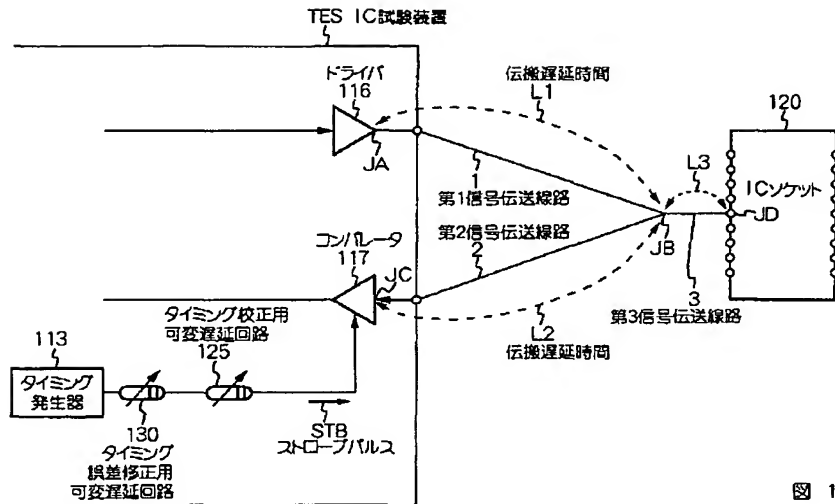 TES IC試験装置
ドライバ
116
JA
伝搬遅延時間
L1
120
1
第1信号伝送線路
L3
ICソケット
JD
コンパレータ
117
JC
第2信号伝送線路
2
JB
3
第3信号伝送線路
タイミング校正用
可変遅延回路
125
L2
伝搬遅延時間
113
タイミング
発生器
130
タイミング
誤差修正用
可変遅延回路
STB
ストローブパルス
図 1